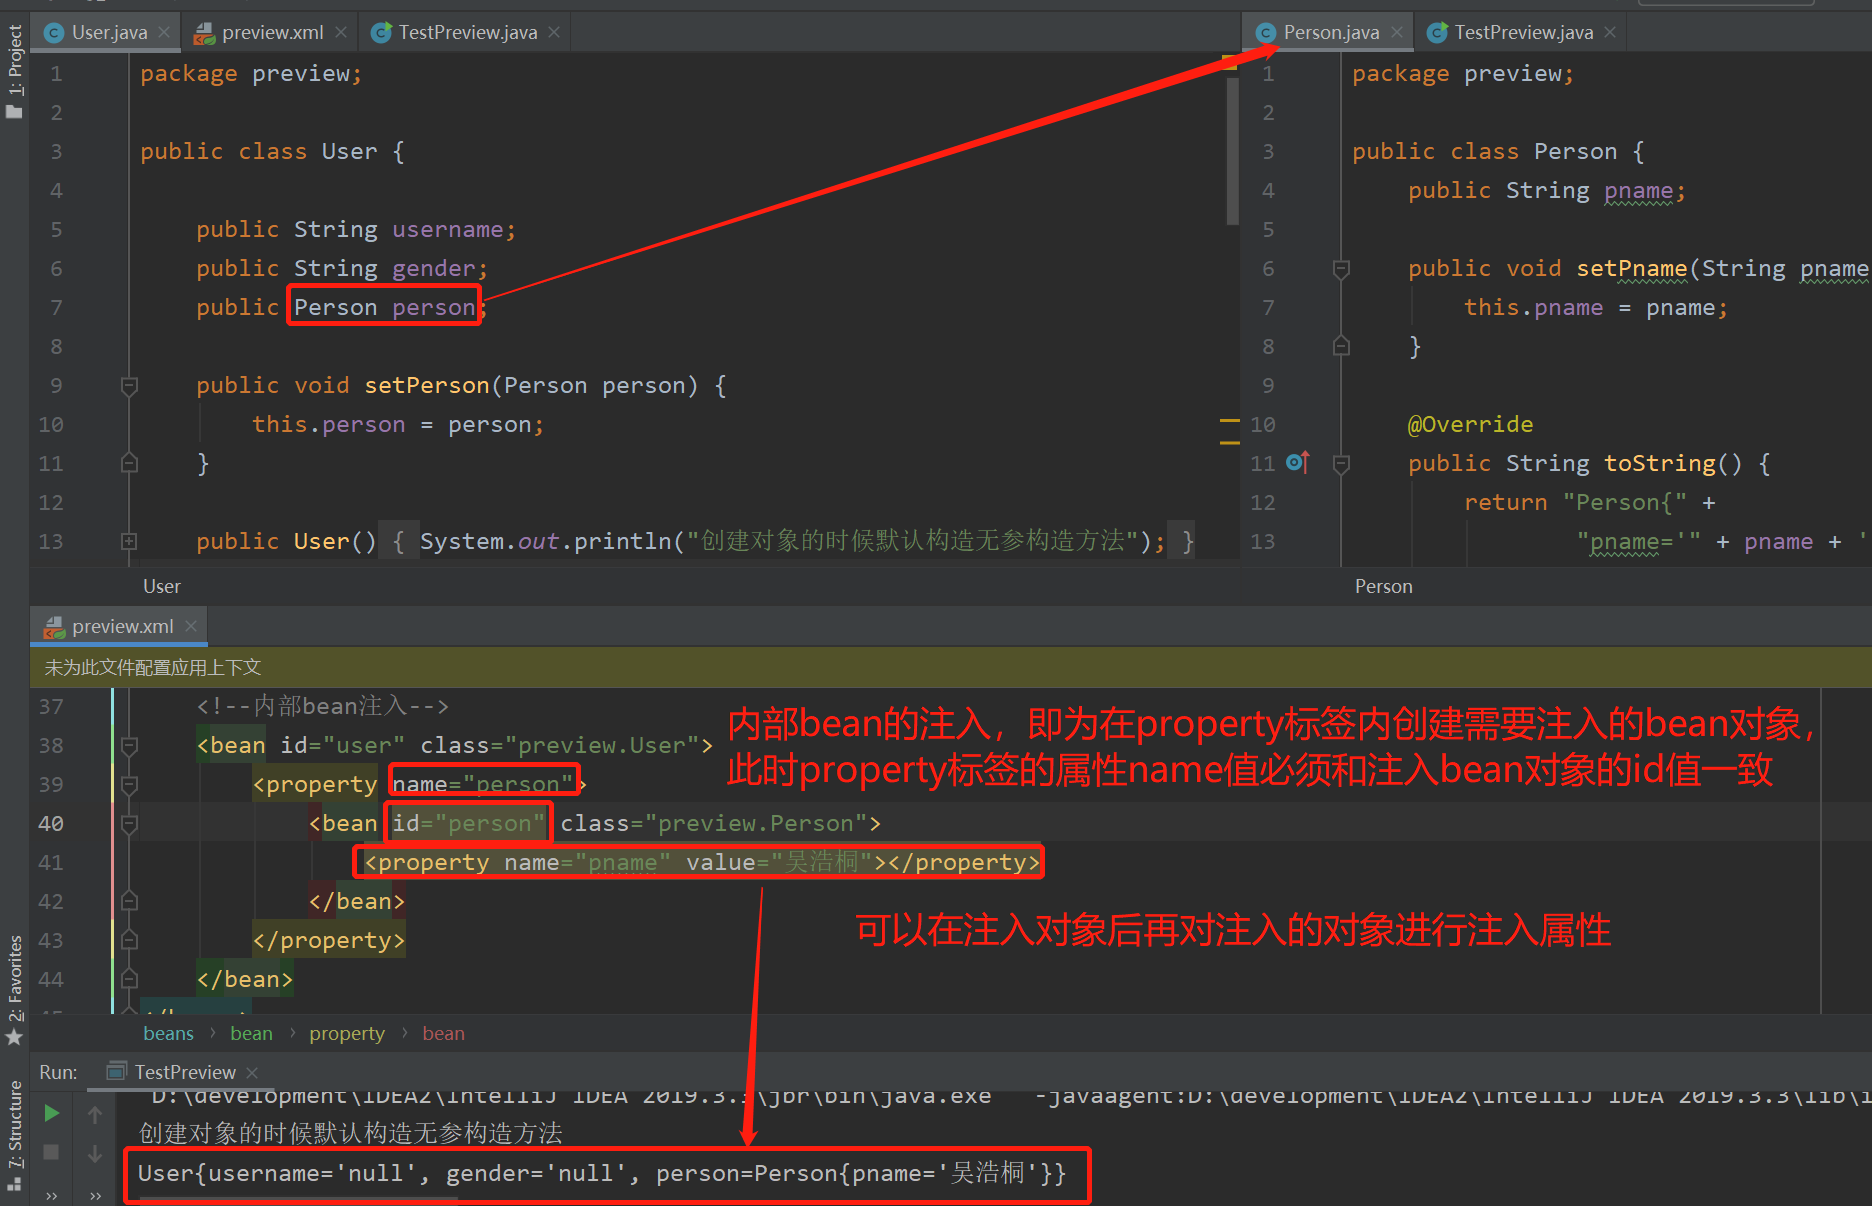 1: Project
User.java
preview.xml
TestPreview.java
Person.java
TestPreview.java
1 package preview;
2
3 public class User {
4
5 public String username;
6 public String gender;
7 public Person person;
8
9 public void setPerson(Person person) {
10 this.person = person;
11 }
12
13 public User() { System.out.println("创建对象的时候默认构造无参构造方法"); }
User
1 package preview;
2
3 public class Person {
4 public String pname;
5
6 public void setPname(String pname
7 this.pname = pname;
8 }
9
10 @Override
11 public String toString() {
12 return "Person{" +
13 "pname='" + pname + '
Person
preview.xml
未为此文件配置应用上下文
37 <!--内部bean注入-->
38 <bean id="user" class="preview.User">
39 <property name="person">
40 <bean id="person" class="preview.Person">
41 <property name="pname" value="吴浩桐"></property>
42 </bean>
43 </property>
44 </bean>
内部bean的注入，即为在property标签内创建需要注入的bean对象，
此时property标签的属性name值必须和注入bean对象的id值一致
可以在注入对象后再对注入的对象进行注入属性
beans › bean › property › bean
2: Favorites
7: Structure
Run: TestPreview
D:\development\IDEA2\IntelliJ IDEA 2019.3.3\jbr\bin\java.exe -javaagent:D:\development\IDEA2\IntelliJ IDEA 2019.3.3\lib\i
创建对象的时候默认构造无参构造方法
User{username='null', gender='null', person=Person{pname='吴浩桐'}}